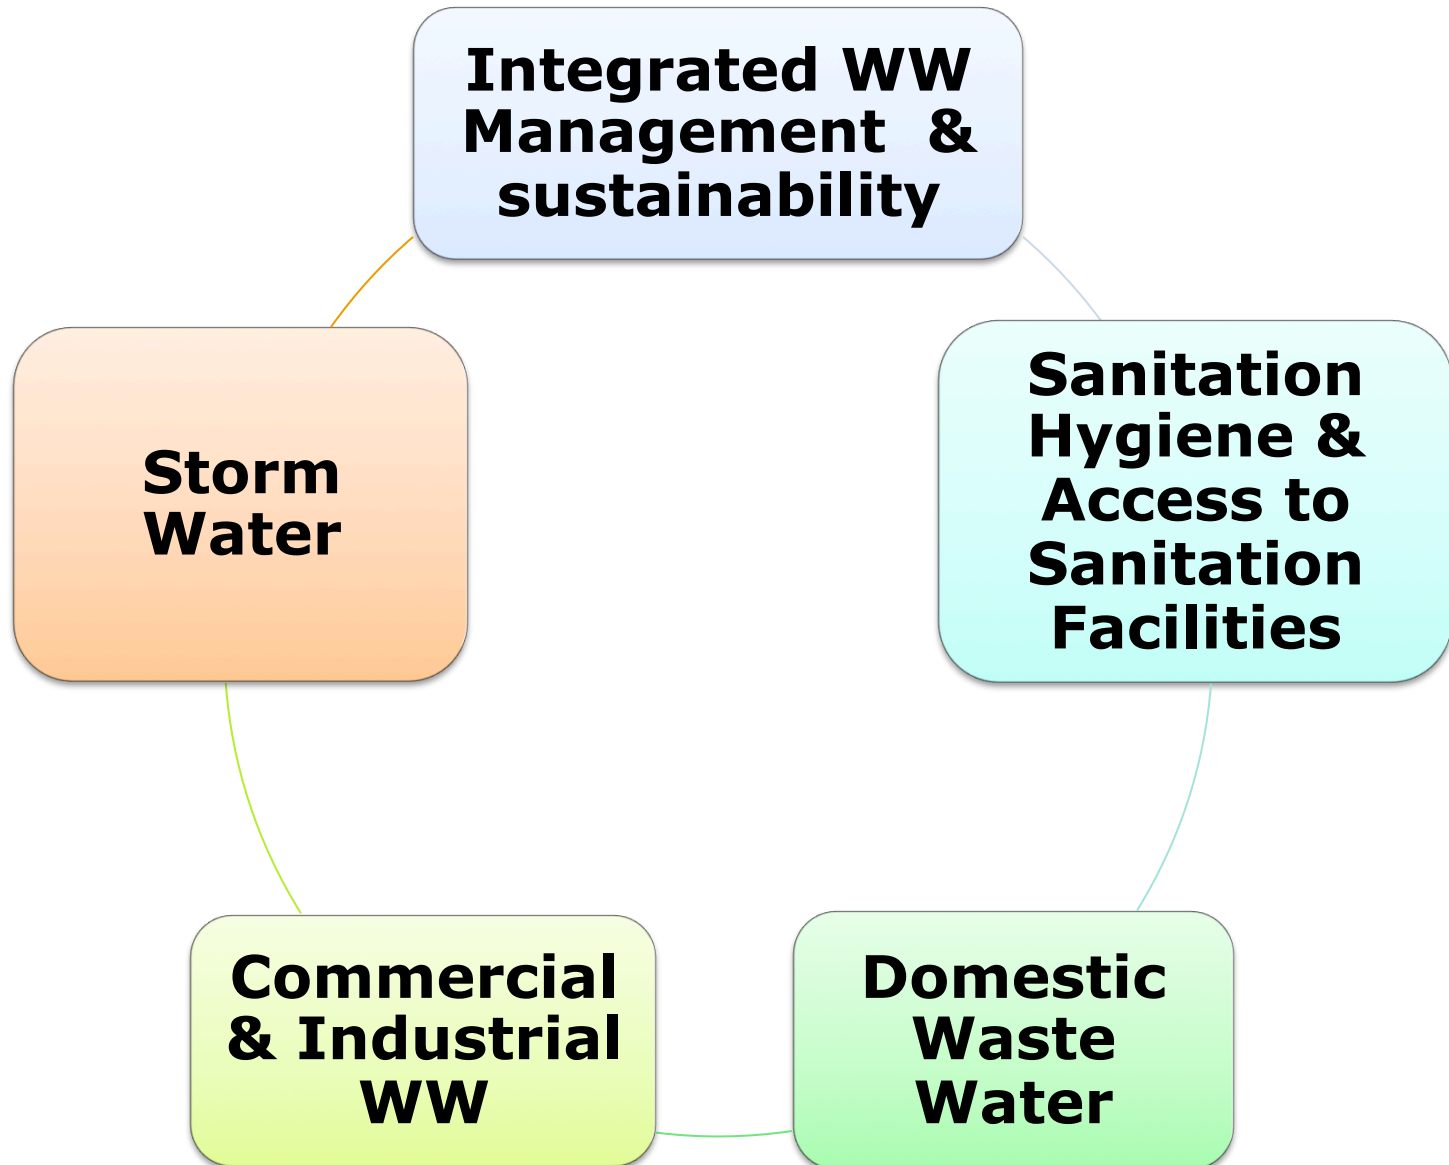 Integrated WW
Management  &
sustainability
Sanitation
Hygiene &
Access to
Sanitation
Facilities
Domestic
Waste
Water
Commercial
& Industrial
WW
Storm
Water